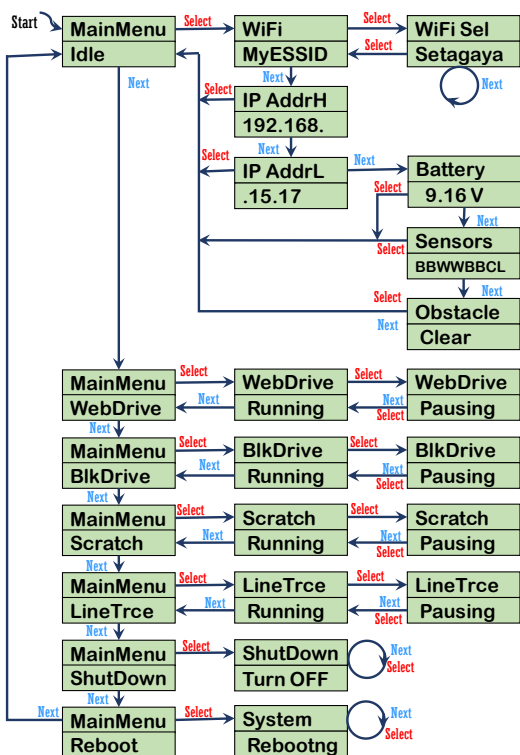 Start
MainMenu Select WiFi Select WiFi Sel
Idle MyESSID Select Setagaya
Next Next Next
Select IP AddrH
192.168.
Select Next
IP AddrL Next Battery
.15.17 Select 9.16 V
Next
Select Sensors
BBWWBBCL
Select Next
Next Obstacle
Clear
MainMenu Select WebDrive Select WebDrive
WebDrive Next Running Next Select Pausing
Next
MainMenu Select BlkDrive Select BlkDrive
BlkDrive Next Running Next Select Pausing
Next
MainMenu Select Scratch Select Scratch
Scratch Next Running Next Select Pausing
Next
MainMenu Select LineTrce Select LineTrce
LineTrce Next Running Next Select Pausing
Next
MainMenu Select ShutDown Next
ShutDown Turn OFF Select
Next Next
MainMenu Select System Next
Reboot Rebootng Select